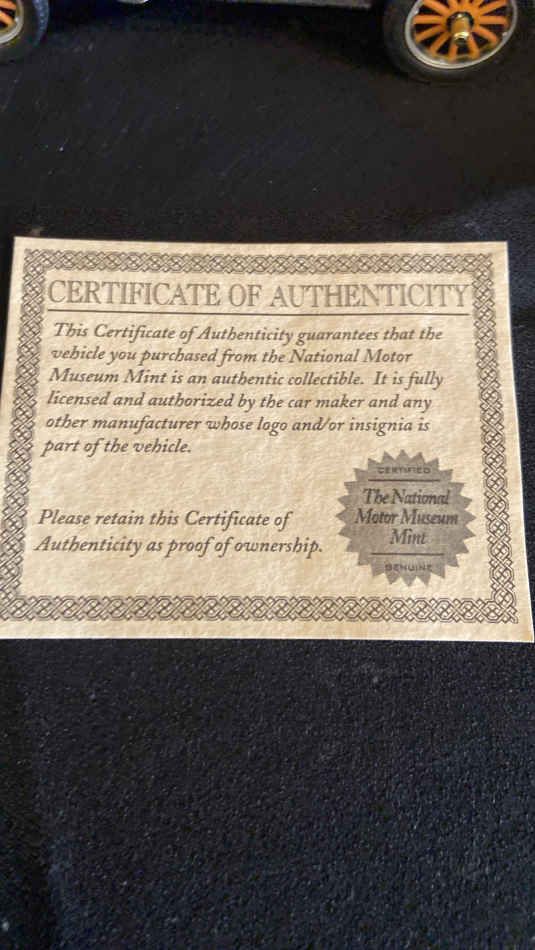 CERTIFICATE OF AUTHENTICITY
This Certificate of Authenticity guarantees that the
vehicle you purchased from the National Motor
Museum Mint is an authentic collectible. It is fully
licensed and authorized by the car maker and any
other manufacturer whose logo and/or insignia is
part of the vehicle.
Please retain this Certificate of
Authenticity as proof of ownership.
CERTIFIED
The National
Motor Museum
Mint
GENUINE